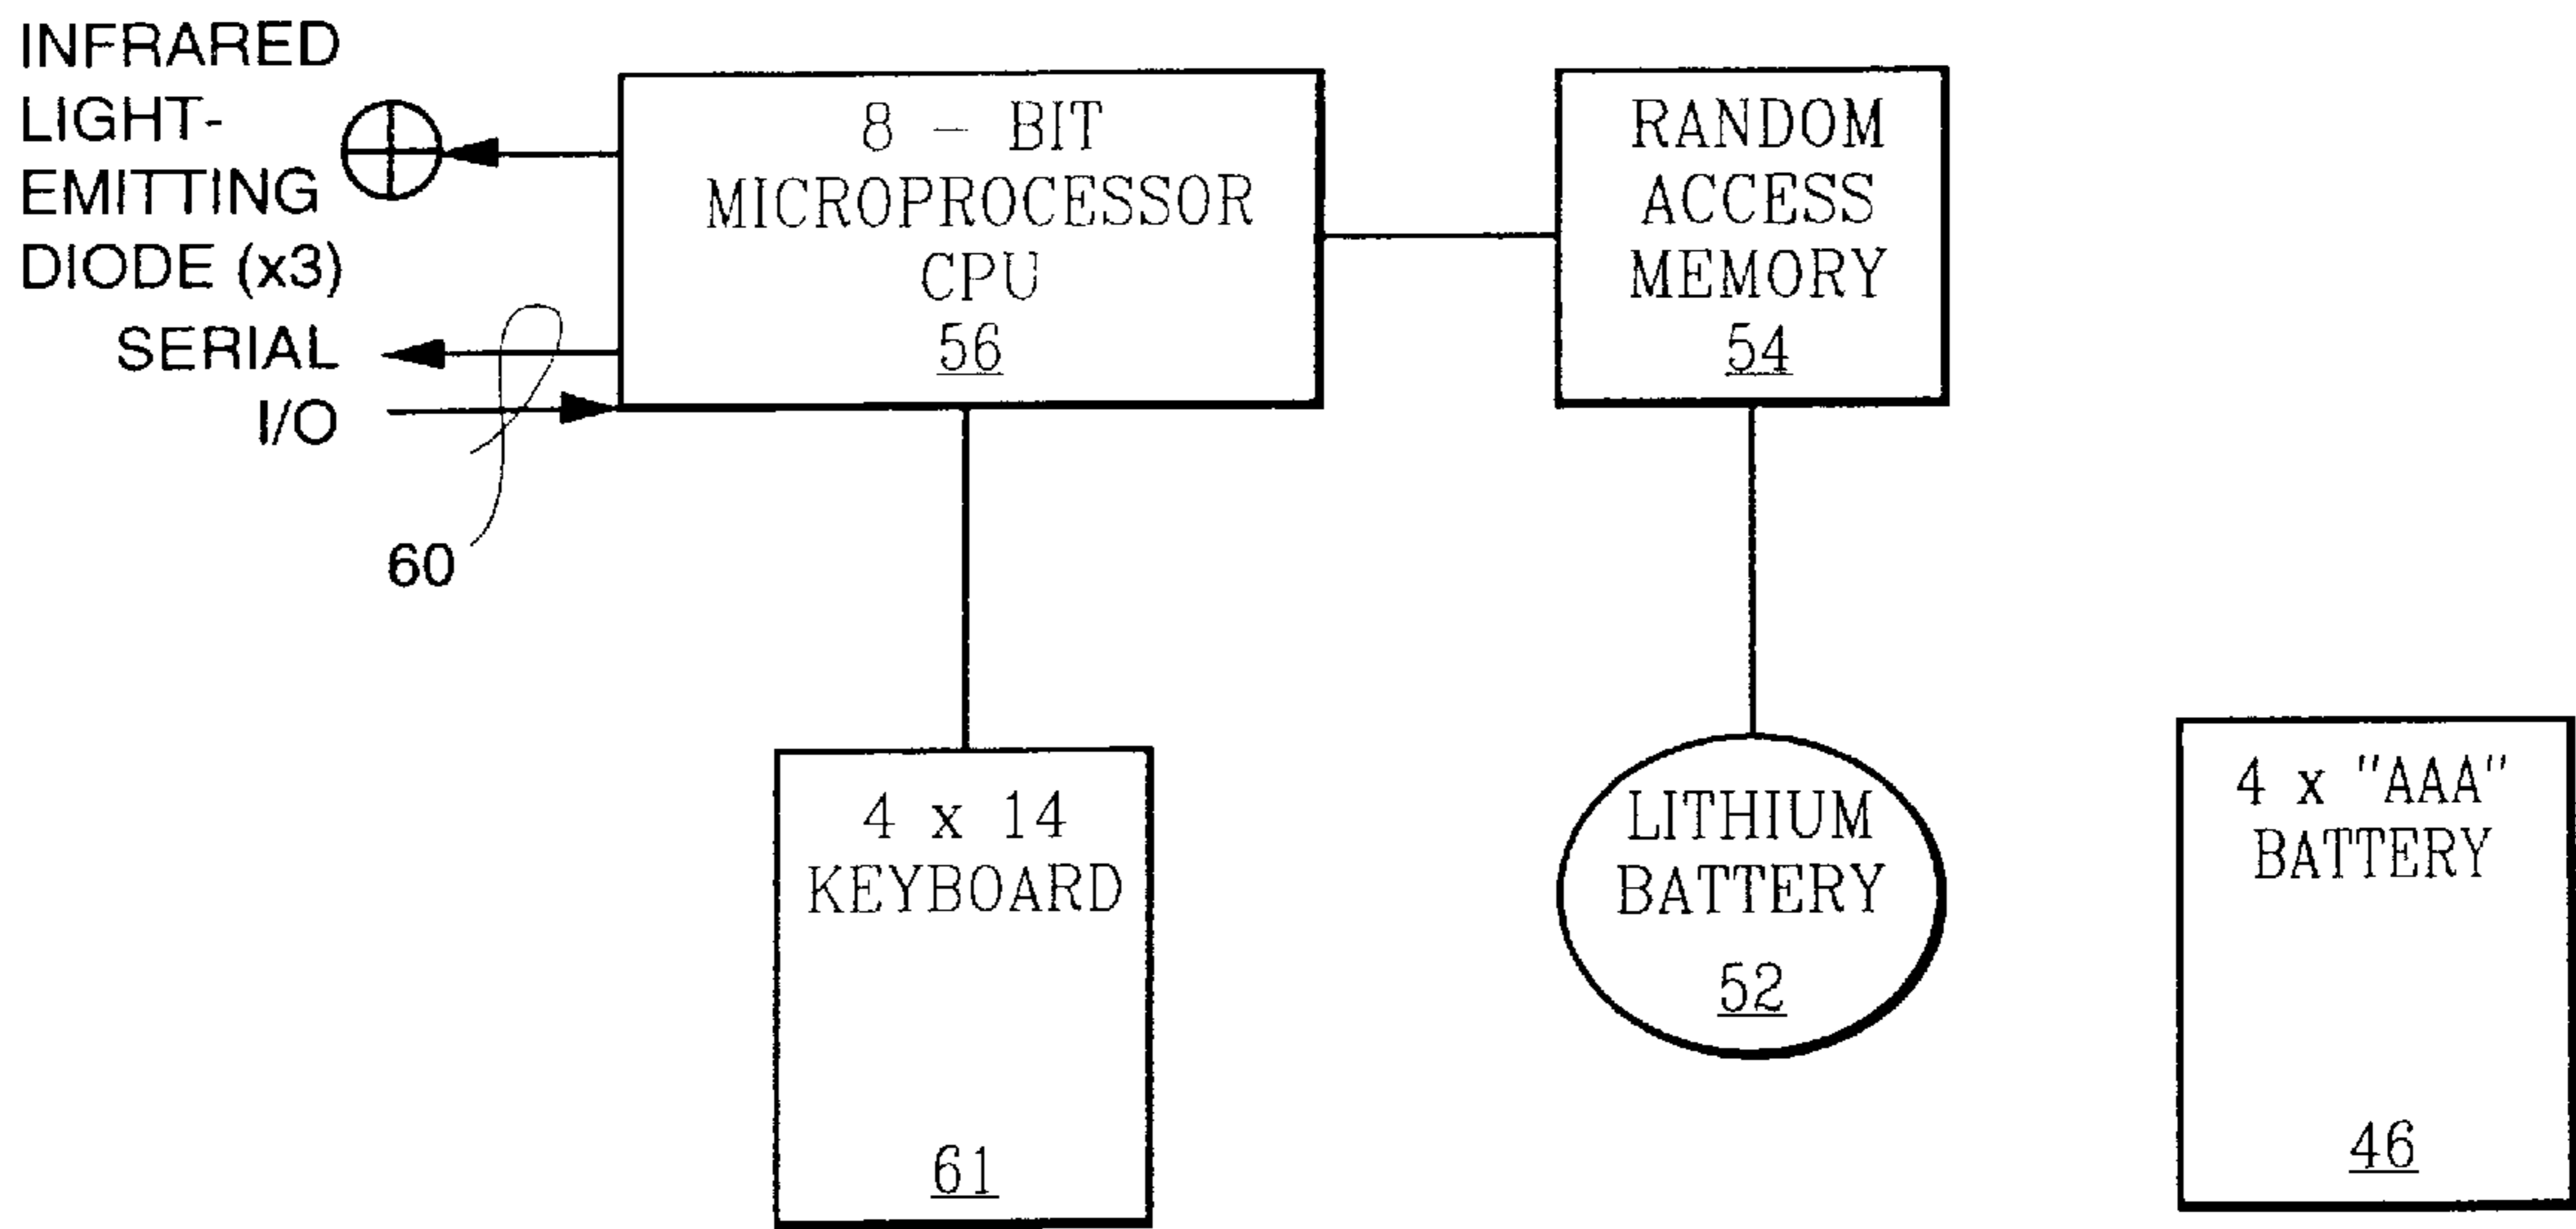 INFRARED
LIGHT-
EMITTING
DIODE (x3)
SERIAL
I/O
60
8 - BIT
MICROPROCESSOR
CPU
56
RANDOM
ACCESS
MEMORY
54
4 x 14
KEYBOARD
61
LITHIUM
BATTERY
52
4 x "AAA"
BATTERY
46